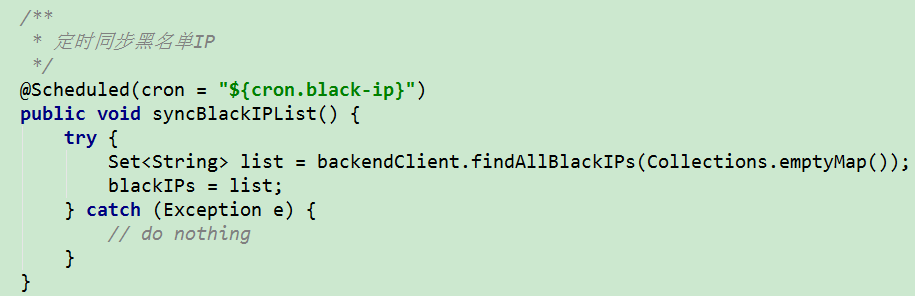 /**
 * 定时同步黑名单IP
 */
@Scheduled(cron = "${cron.black-ip}")
public void syncBlackIPList() {
    try {
        Set<String> list = backendClient.findAllBlackIPs(Collections.emptyMap());
        blackIPs = list;
    } catch (Exception e) {
        // do nothing
    }
}